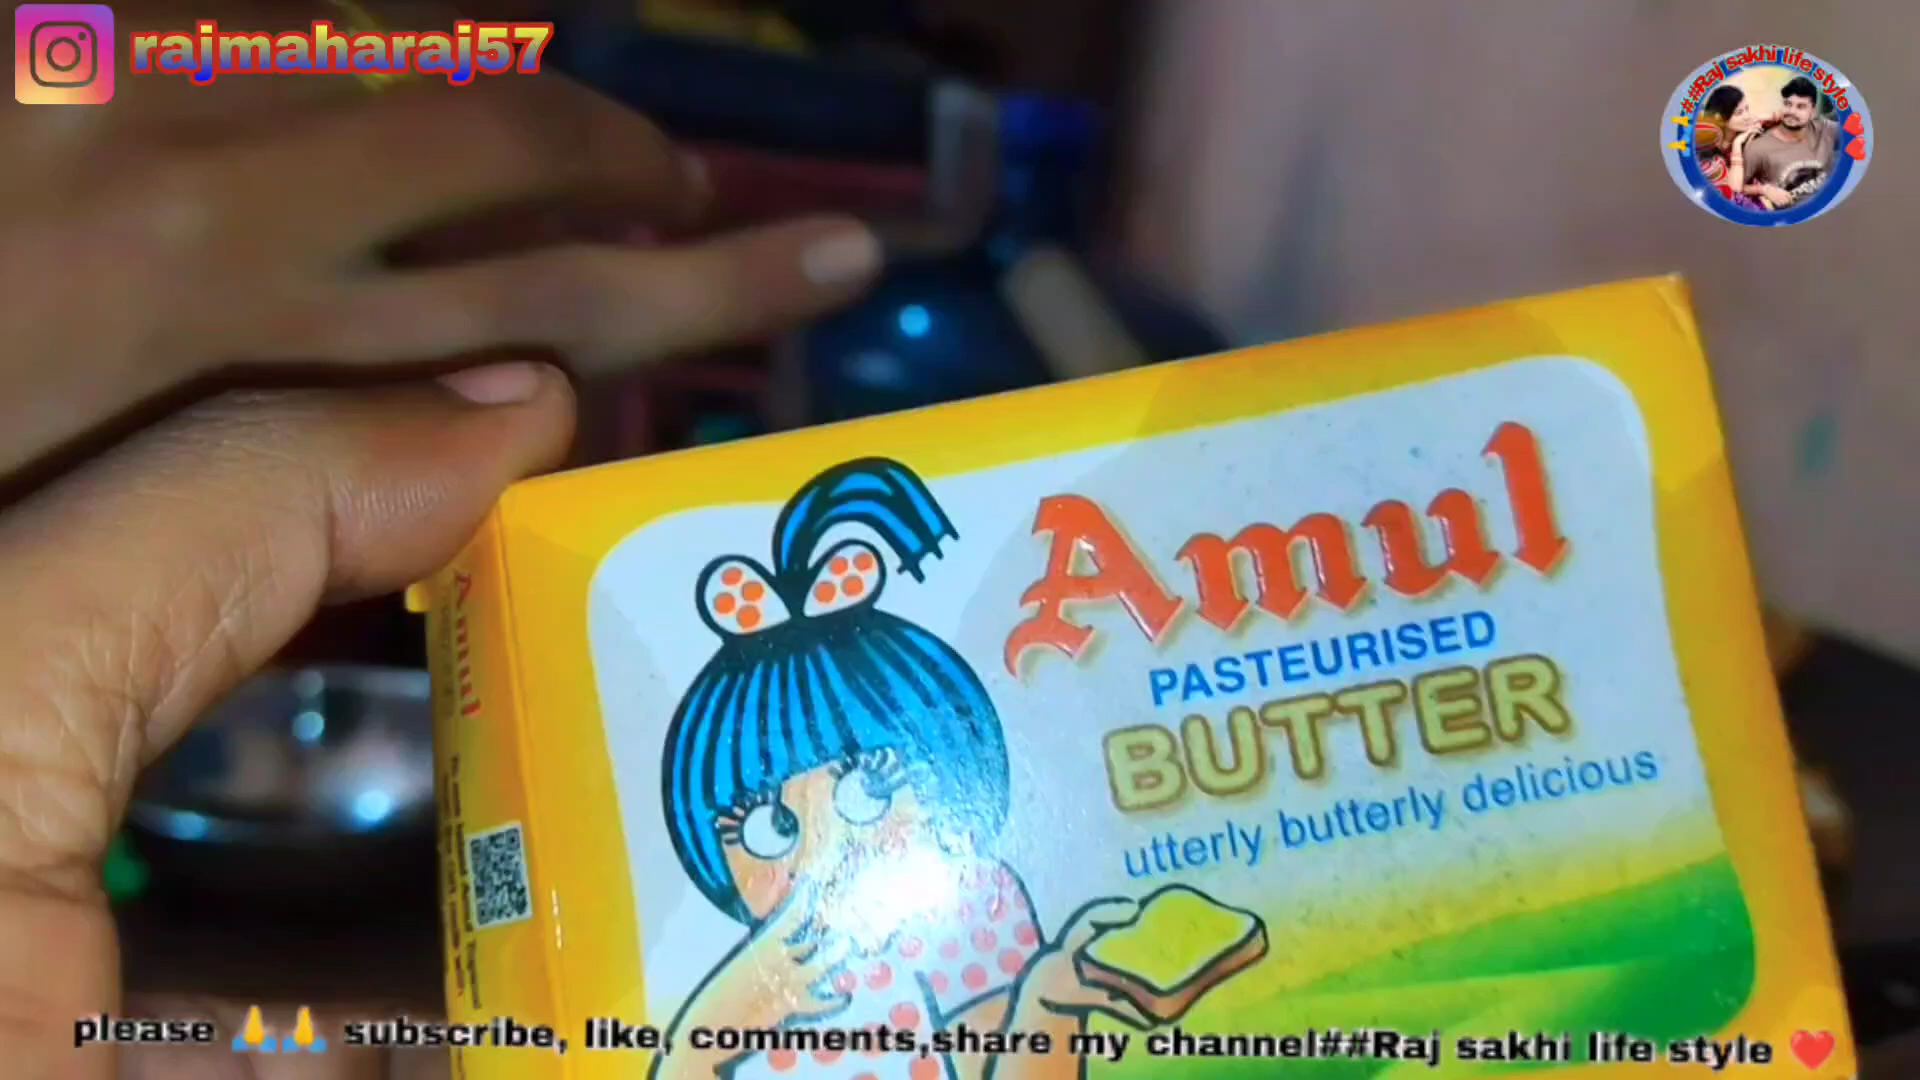 rajmaharaj57
##Raj sakhi life style
Amul
PASTEURISED
BUTTER
utterly butterly delicious
Amul
please 🙏🙏 subscribe, like, comments,share my channel##Raj sakhi life style ❤️